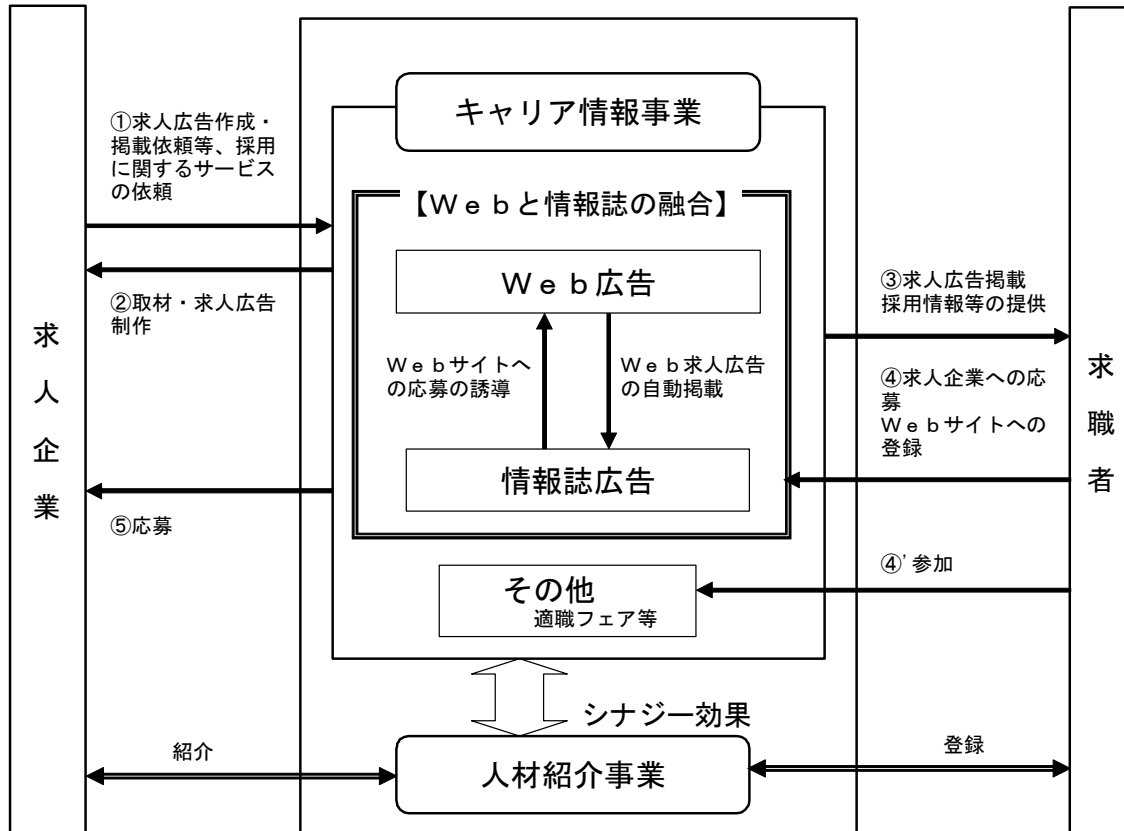 キャリア情報事業
①求人広告作成・
掲載依頼等、採用
に関するサービス
の依頼
【Ｗｅｂと情報誌の融合】
Ｗｅｂ広告
②取材・求人広告
制作
③求人広告掲載
採用情報等の提供
求人企業
Ｗｅｂサイトへ
の応募の誘導
Ｗｅｂ求人広告
の自動掲載
④求人企業への応
募
Ｗｅｂサイトへの
登録
求職者
情報誌広告
⑤応募
④'参加
その他
適職フェア等
シナジー効果
紹介
人材紹介事業
登録